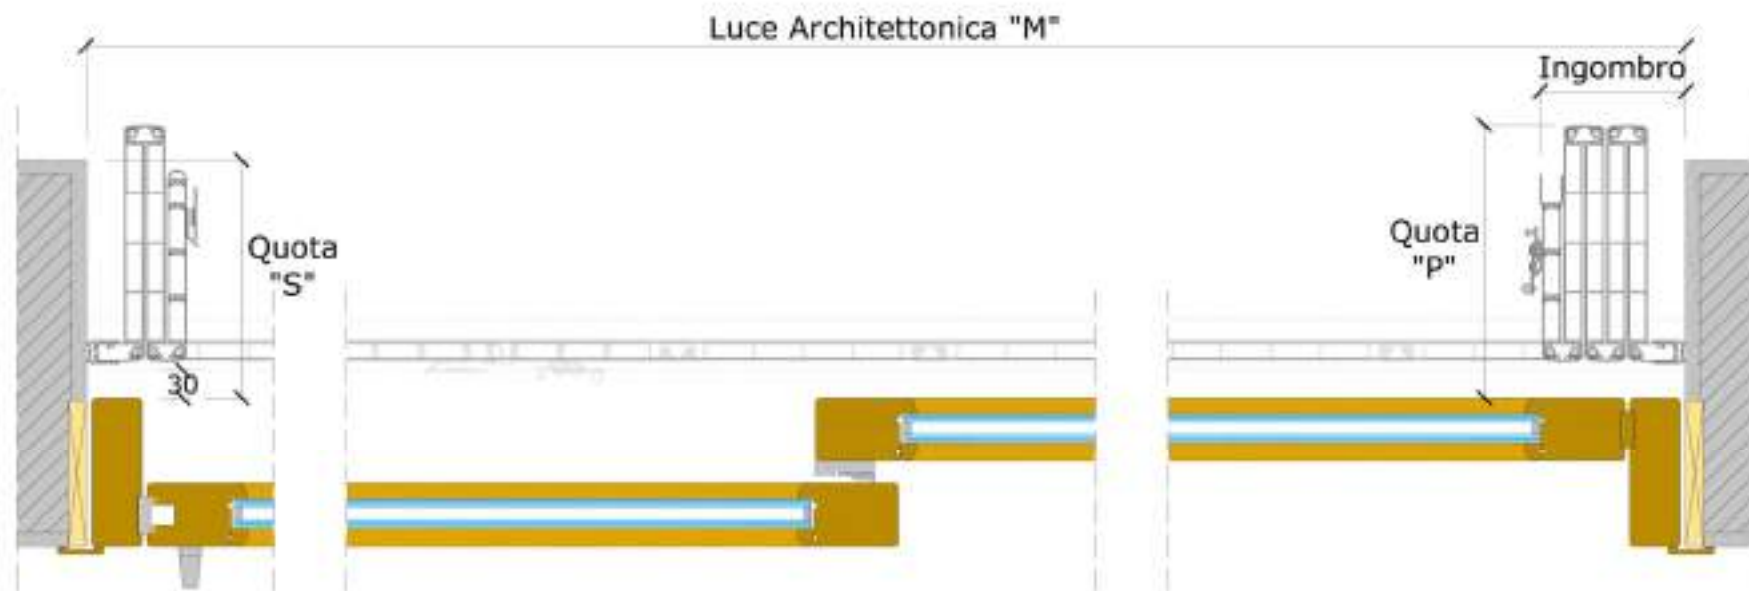 Luce Architettonica "M"
Ingombro
Quota
"S"
Quota
"P"
30